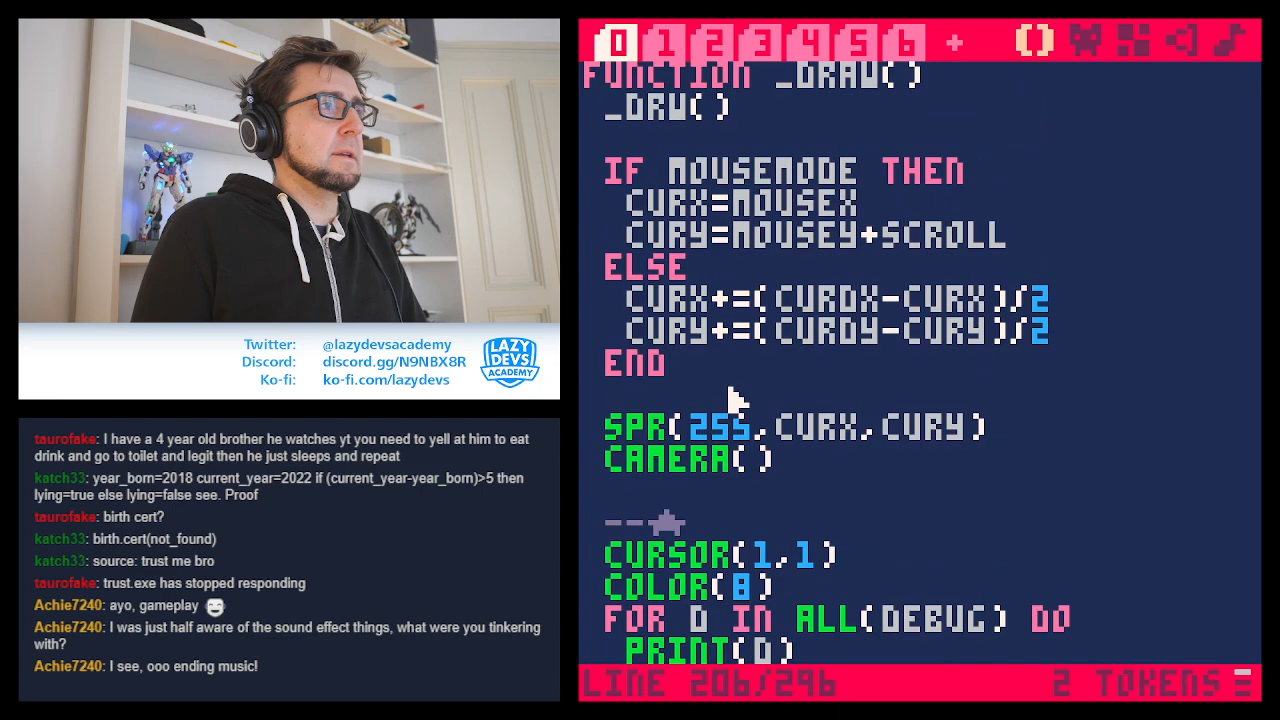 Twitter: @lazydevsacademy
Discord: discord.gg/N9NBX8R
Ko-fi: ko-fi.com/lazydevs
LAZY
DEVS
ACADEMY
taurofake: I have a 4 year old brother he watches yt you need to yell at him to eat
drink and go to toilet and legit then he just sleeps and repeat
katch33: year_born=2018 current_year=2022 if (current_year-year_born)>5 then
lying=true else lying=false see. Proof
taurofake: birth cert?
katch33: birth.cert(not_found)
katch33: source: trust me bro
taurofake: trust.exe has stopped responding
Achie7240: ayo, gameplay
Achie7240: I was just half aware of the sound effect things, what were you tinkering
with?
Achie7240: I see, ooo ending music!
0 1 2 3 4 5 6 + ()
FUNCTION _DRAW()
_DRW()
IF MOUSEMODE THEN
CURX=MOUSEX
CURY=MOUSEY+SCROLL
ELSE
CURX+=(CURDX-CURX)/2
CURY+=(CURDY-CURY)/2
END
SPR(255,CURX,CURY)
CAMERA()
--
CURSOR(1,1)
COLOR(8)
FOR D IN ALL(DEBUG) DO
PRINT(D)
LINE 206/296 2 TOKENS